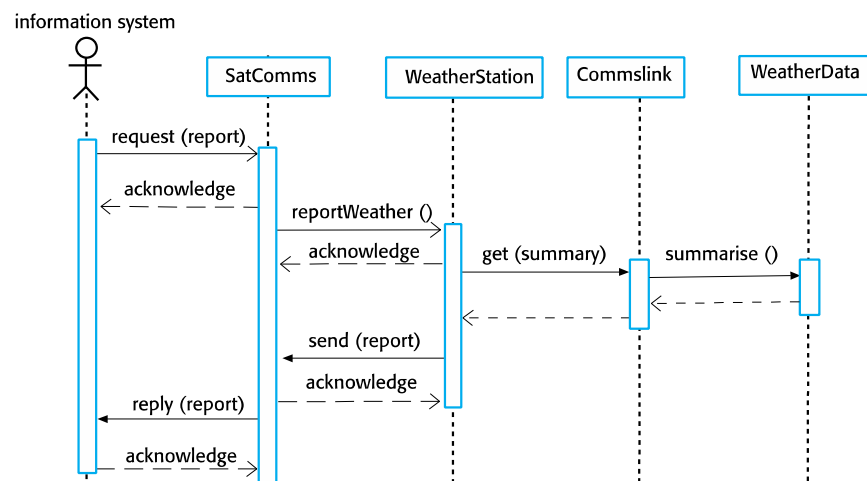 information system
SatComms
WeatherStation
Commslink
WeatherData
request (report)
acknowledge
reportWeather ()
acknowledge
get (summary)
summarise ()
send (report)
acknowledge
reply (report)
acknowledge